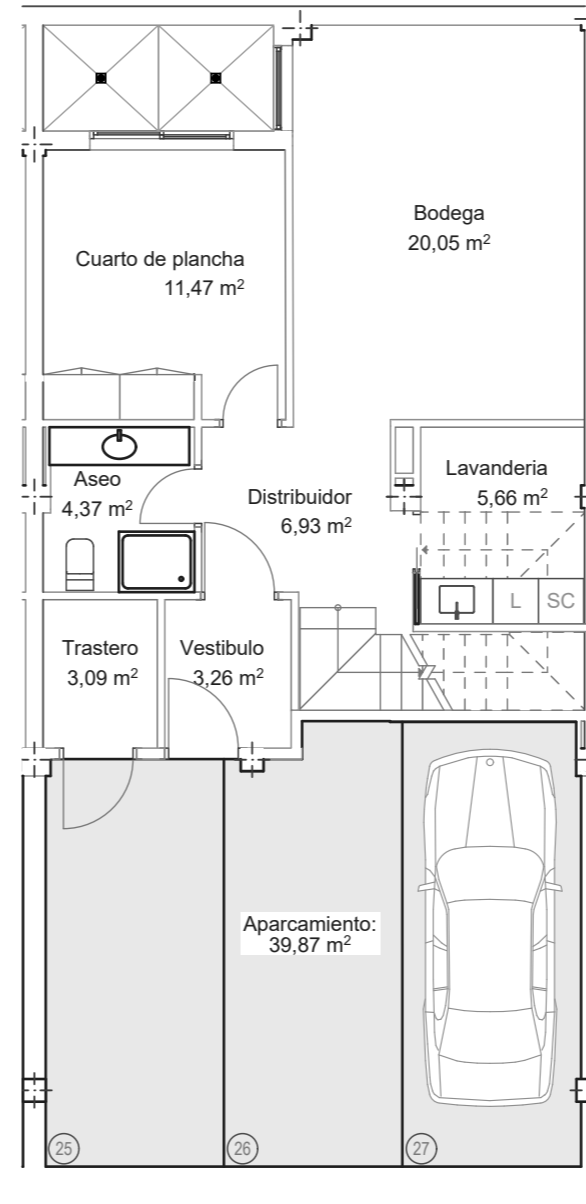 Bodega
20,05 m²
Cuarto de plancha
11,47 m²
Aseo
4,37 m²
Lavanderia
5,66 m²
Distribuidor
6,93 m²
L
SC
Trastero
3,09 m²
Vestibulo
3,26 m²
Aparcamiento:
39,87 m²
25
26
27